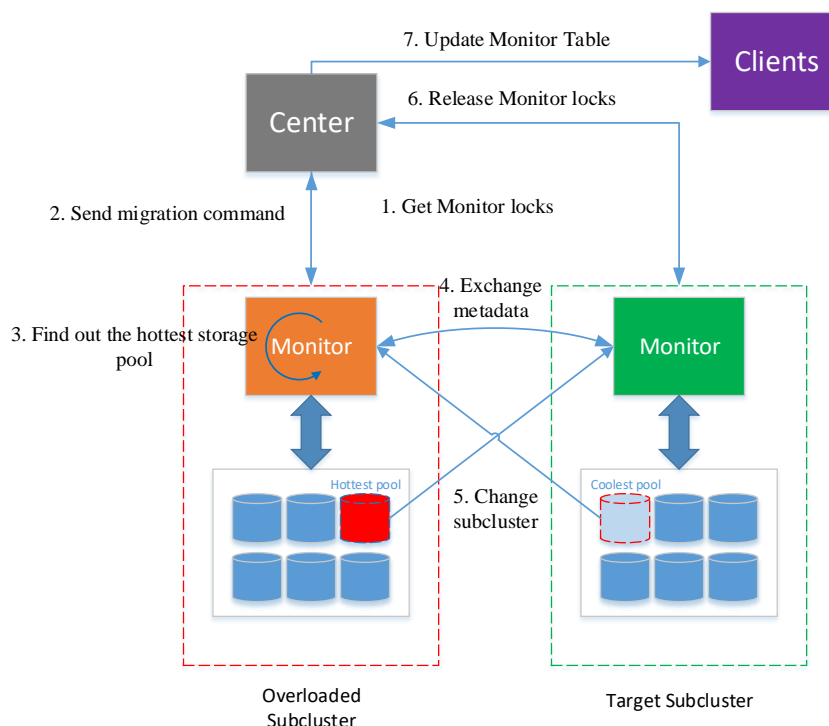 7. Update Monitor Table
Clients
Center
6. Release Monitor locks
2. Send migration command
1. Get Monitor locks
4. Exchange
metadata
3. Find out the hottest storage
pool
Monitor
Monitor
Hottest pool
Coolest pool
5. Change
subcluster
Overloaded
Subcluster
Target Subcluster